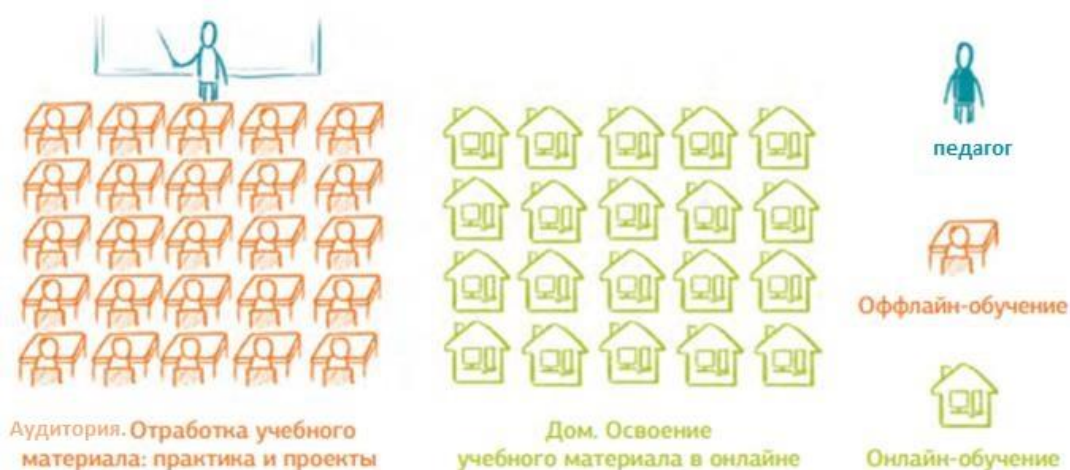 педагог
Оффлайн-обучение
Аудитория. Отработка учебного
материала: практика и проекты
Дом. Освоение
учебного материала в онлайне
Онлайн-обучение